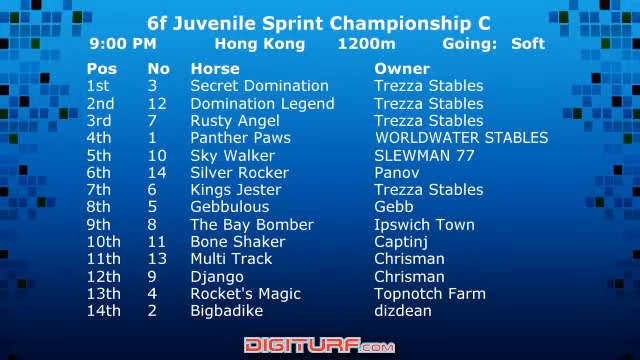 6f Juvenile Sprint Championship C
9:00 PM Hong Kong 1200m Going: Soft
Pos No Horse Owner
1st 3 Secret Domination Trezza Stables
2nd 12 Domination Legend Trezza Stables
3rd 7 Rusty Angel Trezza Stables
4th 1 Panther Paws WORLDWATER STABLES
5th 10 Sky Walker SLEWMAN 77
6th 14 Silver Rocker Panov
7th 6 Kings Jester Trezza Stables
8th 5 Gebbulous Gebb
9th 8 The Bay Bomber Ipswich Town
10th 11 Bone Shaker Captinj
11th 13 Multi Track Chrisman
12th 9 Django Chrisman
13th 4 Rocket's Magic Topnotch Farm
14th 2 Bigbadike dizdean
DIGITURF.COM